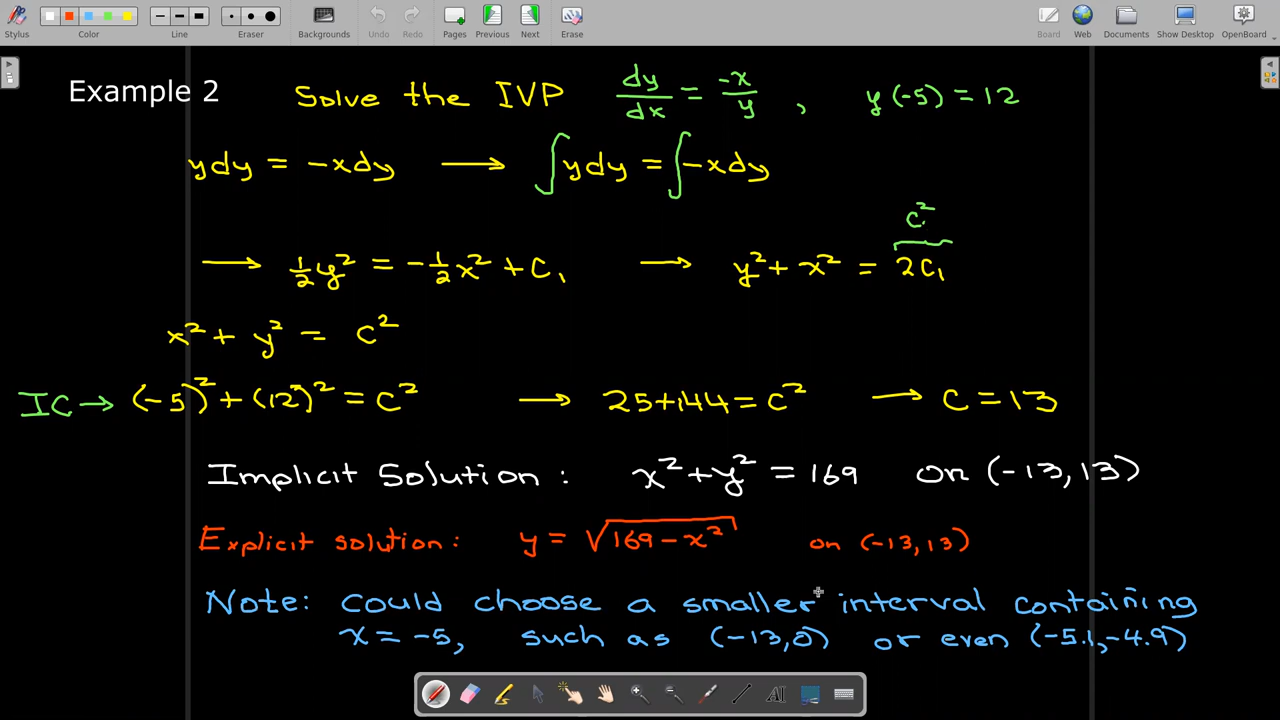 Stylus Color Line Eraser Backgrounds Undo Redo Pages Previous Next Erase Board Web Documents Show Desktop OpenBoard
Example 2 Solve the IVP dy/dx = -x/y , y(-5) = 12
ydy = -xdy → ∫ydy = ∫-xdy
→ ½y² = -½x² + C₁ → y² + x² = 2C₁ (c²)
x² + y² = c²
IC → (-5)² + (12)² = c² → 25+144 = c² → c = 13
Implicit Solution : x² + y² = 169 on (-13, 13)
Explicit solution : y = √(169 - x²) on (-13, 13)
Note: could choose a smaller interval containing
x = -5, such as (-13, 0) or even (-5.1, -4.9)
AI